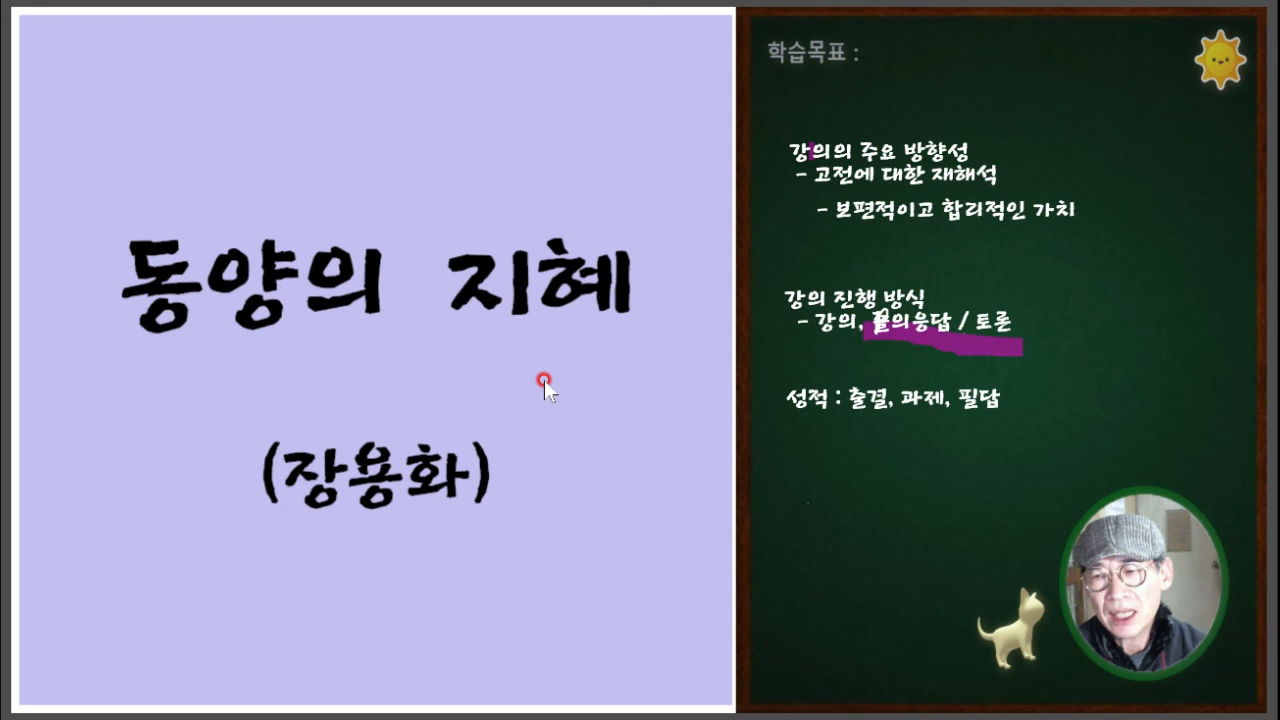 동양의 지혜
(장용화)
학습목표 :
강의의 주요 방향성
- 고전에 대한 재해석
- 보편적이고 합리적인 가치
강의 진행 방식
- 강의, 질의응답 / 토론
성적 : 출결, 과제, 필답